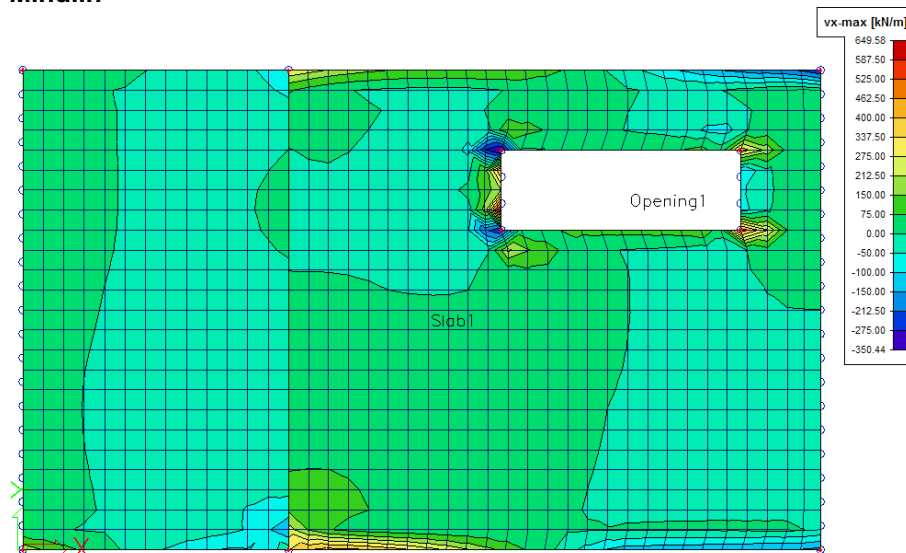 Mindlin
vx-max [kN/m]
649.58
587.50
525.00
462.50
400.00
337.50
275.00
212.50
150.00
75.00
0.00
-50.00
-100.00
-150.00
-212.50
-275.00
-350.44
Opening1
Slab1
Y
X